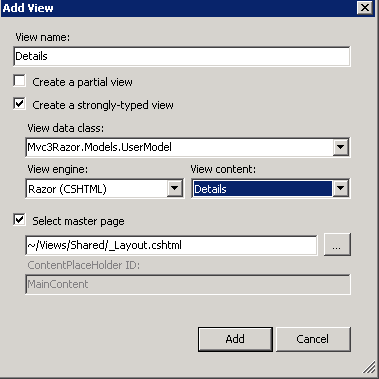 Add View
View name:
Details
Create a partial view
Create a strongly-typed view
View data class:
Mvc3Razor.Models.UserModel
View engine: View content:
Razor (CSHTML) Details
Select master page
~/Views/Shared/_Layout.cshtml ...
ContentPlaceHolder ID:
MainContent
Add Cancel